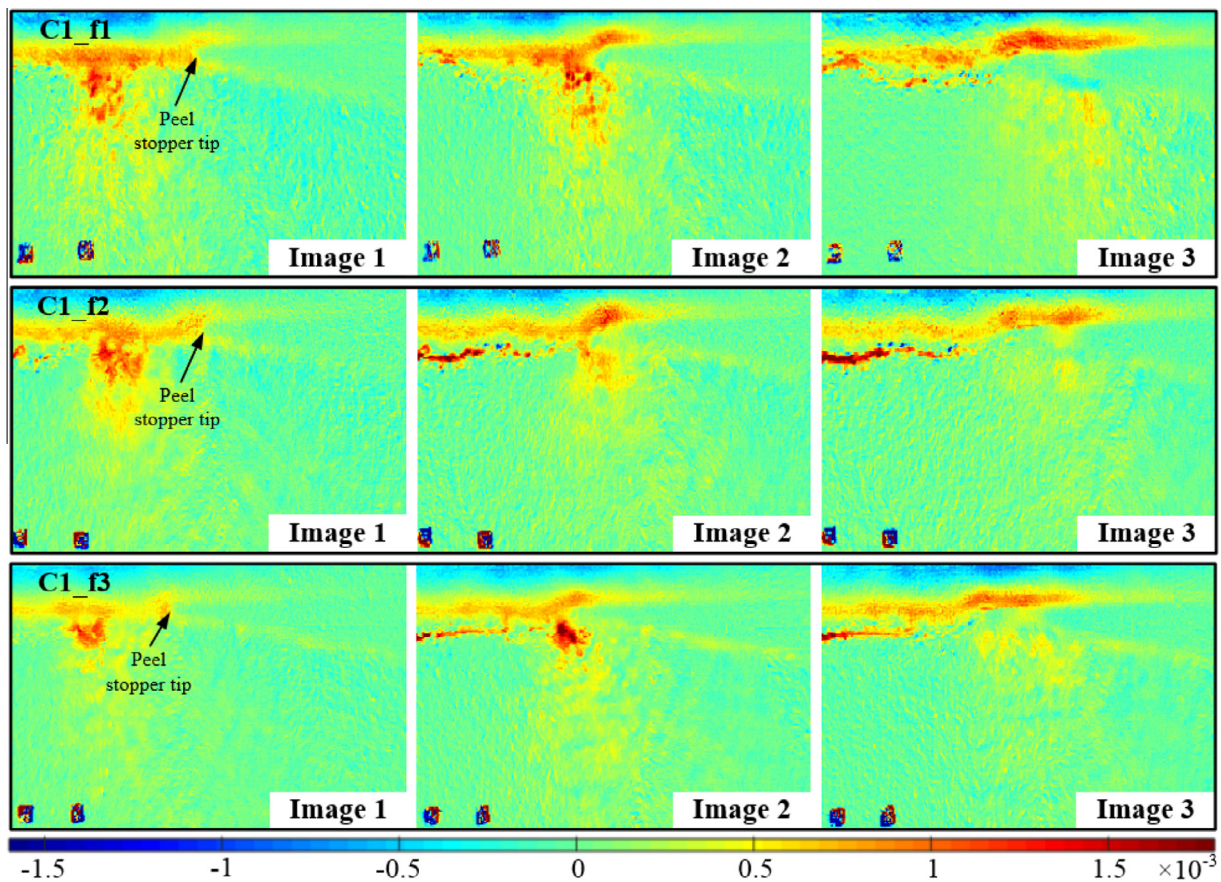 C1_f1
Peel
stopper tip
Image 1
Image 2
Image 3
C1_f2
Peel
stopper tip
Image 1
Image 2
Image 3
C1_f3
Peel
stopper tip
Image 1
Image 2
Image 3
-1.5 -1 -0.5 0 0.5 1 1.5 ×10⁻³